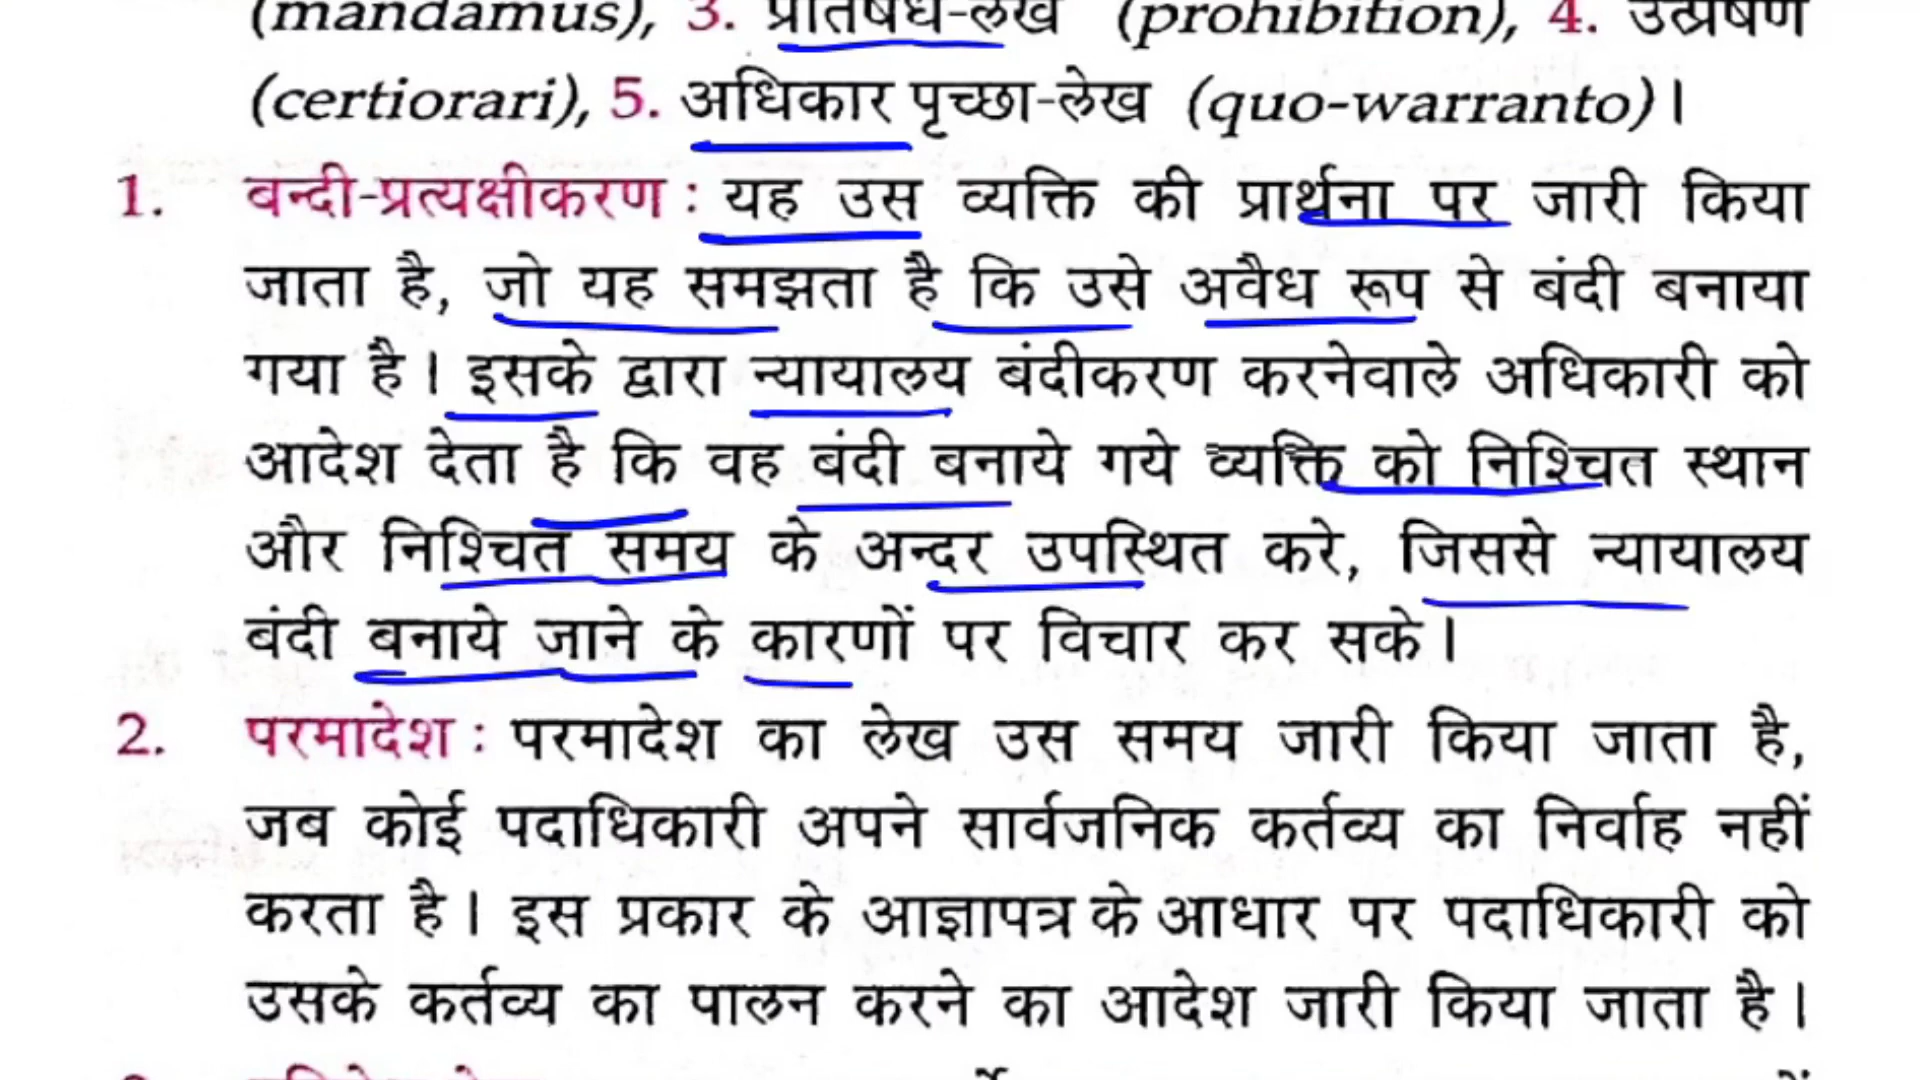 (mandamus), 3. प्रतिषेध-लेख (prohibition), 4. उत्प्रेषण
(certiorari), 5. अधिकार पृच्छा-लेख (quo-warranto)।
1. बन्दी-प्रत्यक्षीकरण : यह उस व्यक्ति की प्रार्थना पर जारी किया
जाता है, जो यह समझता है कि उसे अवैध रूप से बंदी बनाया
गया है। इसके द्वारा न्यायालय बंदीकरण करनेवाले अधिकारी को
आदेश देता है कि वह बंदी बनाये गये व्यक्ति को निश्चित स्थान
और निश्चित समय के अन्दर उपस्थित करे, जिससे न्यायालय
बंदी बनाये जाने के कारणों पर विचार कर सके।
2. परमादेश : परमादेश का लेख उस समय जारी किया जाता है,
जब कोई पदाधिकारी अपने सार्वजनिक कर्तव्य का निर्वाह नहीं
करता है। इस प्रकार के आज्ञापत्र के आधार पर पदाधिकारी को
उसके कर्तव्य का पालन करने का आदेश जारी किया जाता है।